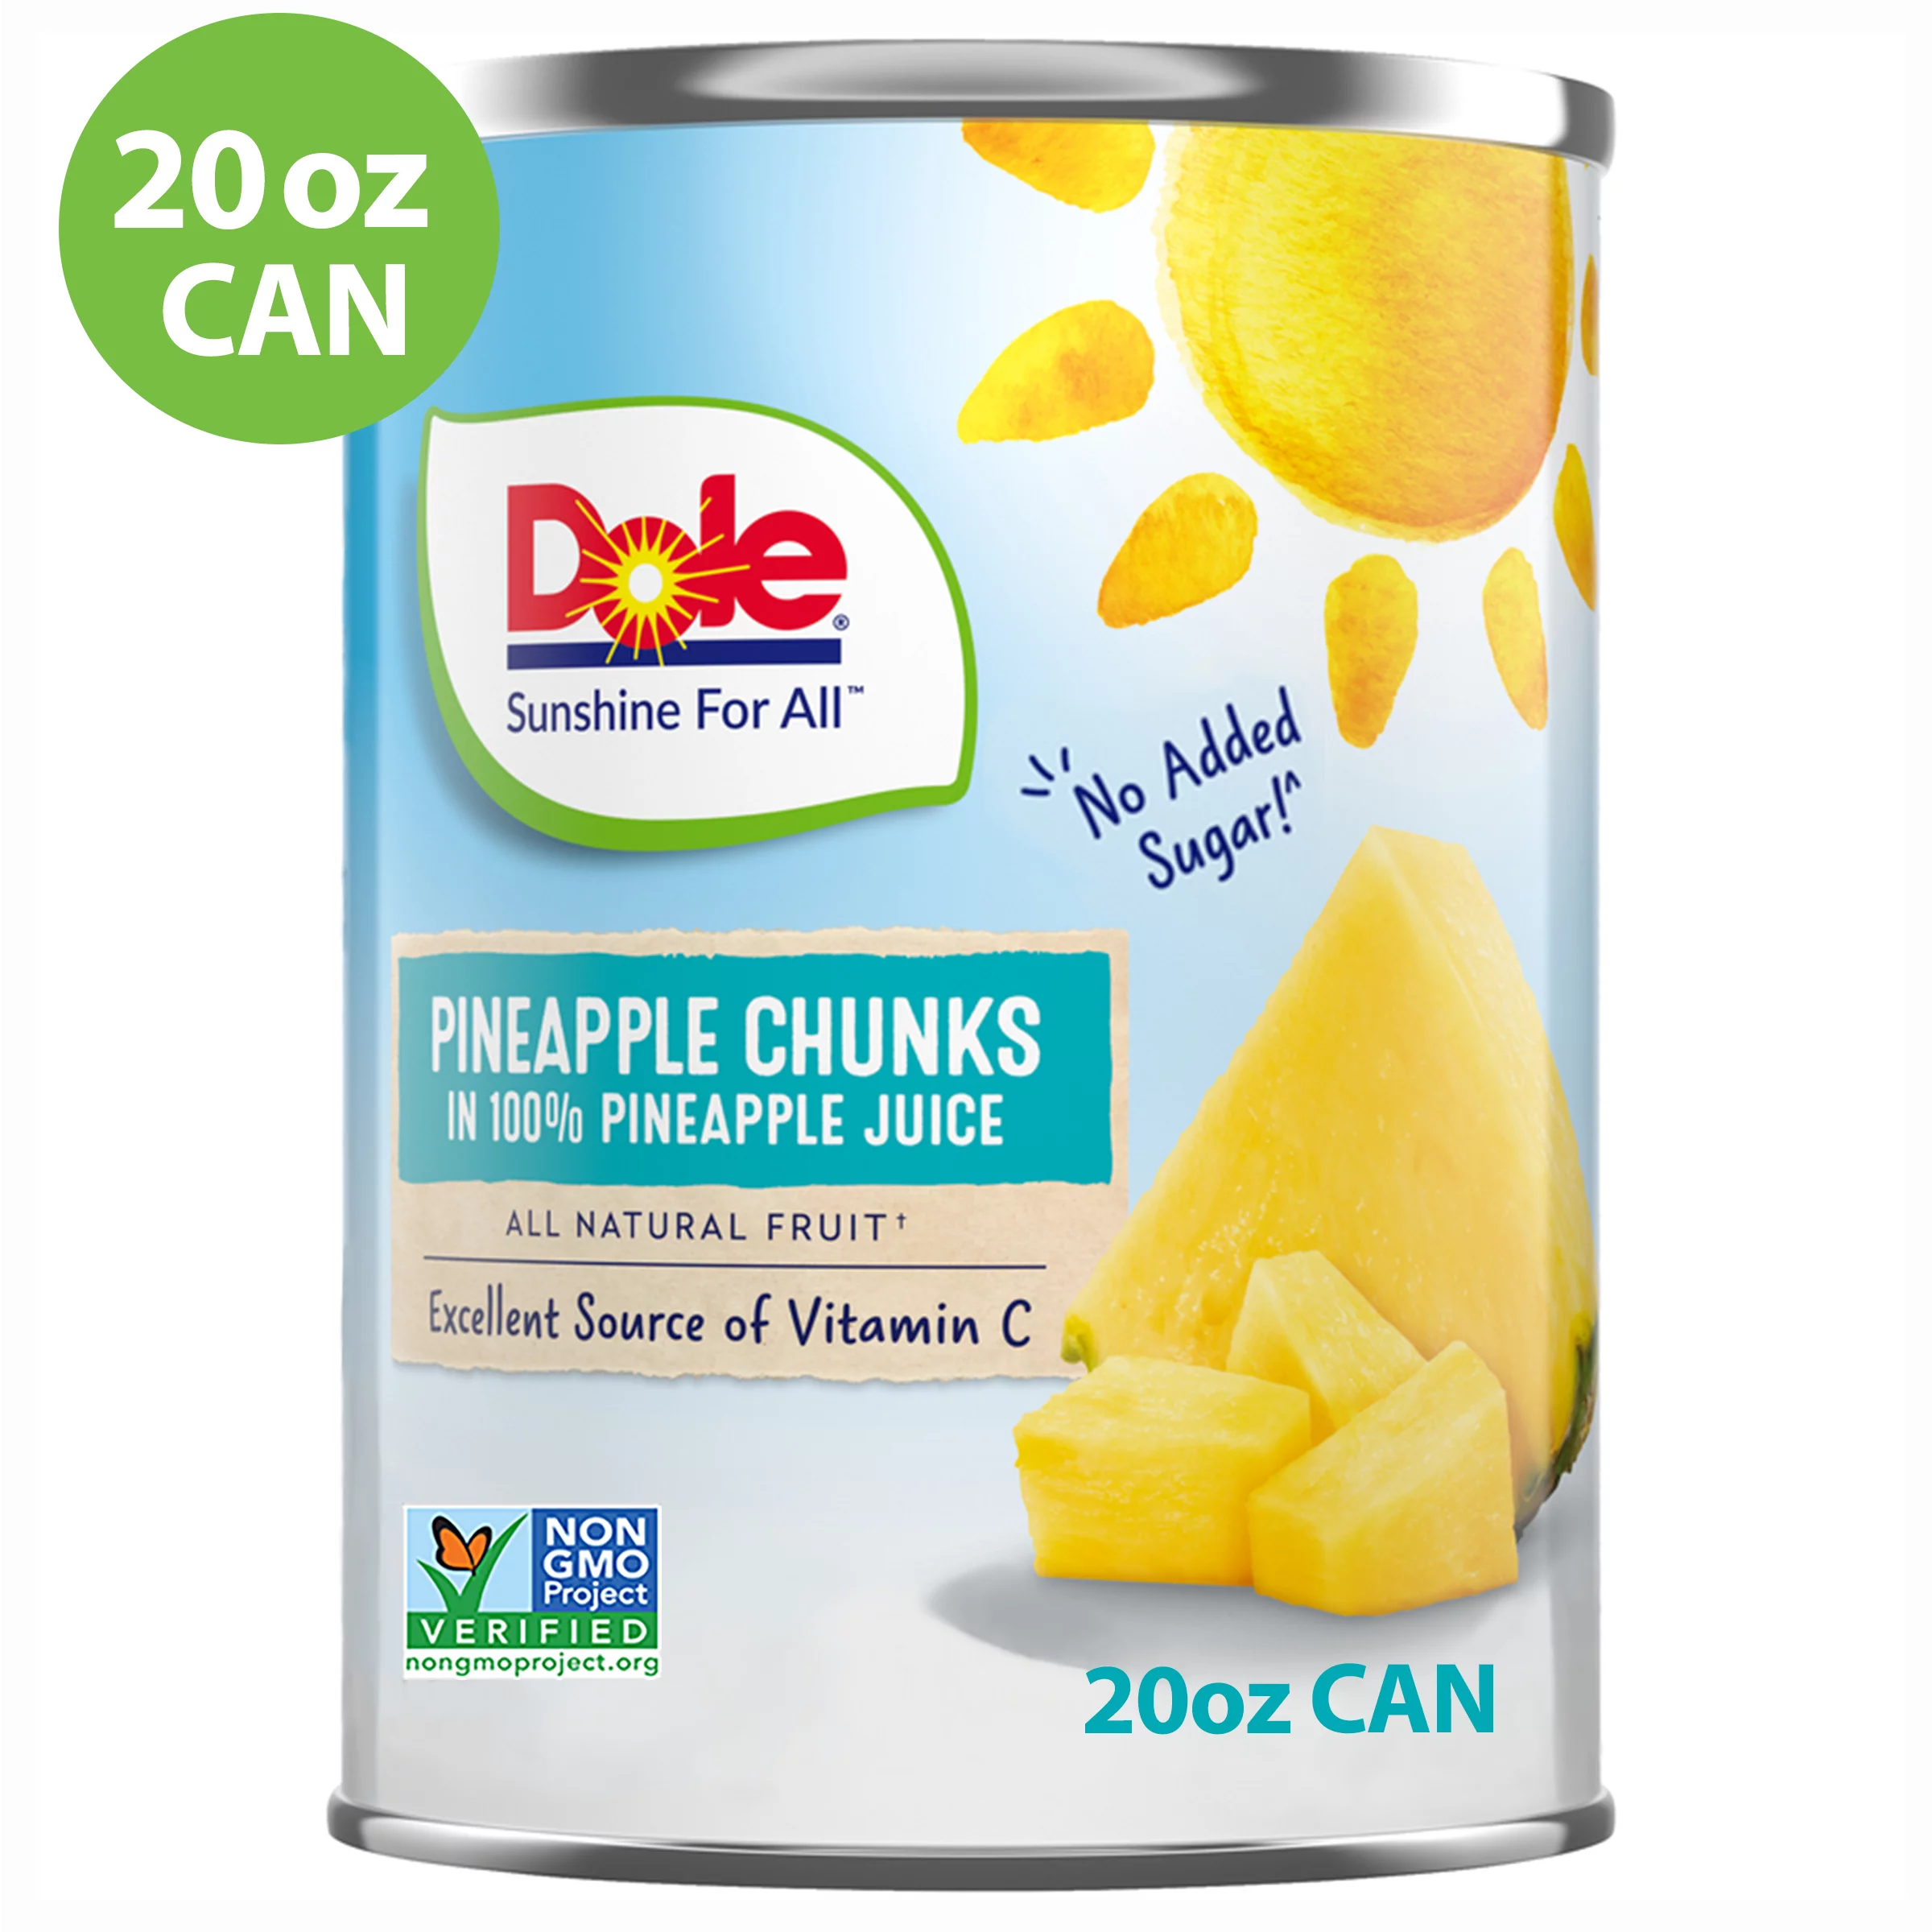 20 oz
CAN
Dole®
Sunshine For All™
No Added
Sugar!^
PINEAPPLE CHUNKS
IN 100% PINEAPPLE JUICE
ALL NATURAL FRUIT†
Excellent Source of Vitamin C
NON
GMO
Project
VERIFIED
nongmoproject.org
20oz CAN